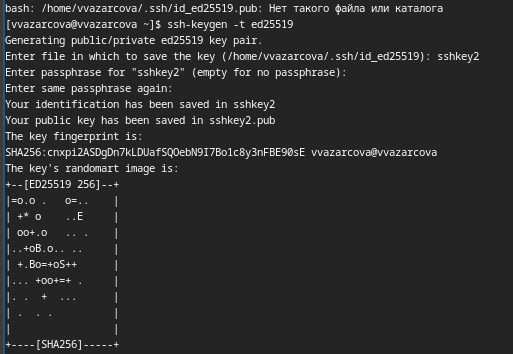 bash: /home/vvazarcova/.ssh/id_ed25519.pub: Нет такого файла или каталога
[vvazarcova@vvazarcova ~]$ ssh-keygen -t ed25519
Generating public/private ed25519 key pair.
Enter file in which to save the key (/home/vvazarcova/.ssh/id_ed25519): sshkey2
Enter passphrase for "sshkey2" (empty for no passphrase):
Enter same passphrase again:
Your identification has been saved in sshkey2
Your public key has been saved in sshkey2.pub
The key fingerprint is:
SHA256:cnxpi2ASDgDn7kLDUafSQOebN9I7Bo1c8y3nFBE90sE vvazarcova@vvazarcova
The key's randomart image is:
+--[ED25519 256]--+
|=o.o .   o=..    |
| +* o    ..E     |
| oo+.o   .. .    |
|..+oB.o.. ..     |
| +.Bo=+oS++      |
|... +oo+=+ .     |
|. .  +  ...      |
| .  . .          |
|                 |
+----[SHA256]-----+